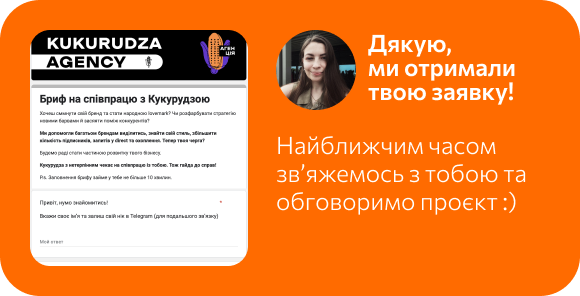 KUKURUDZA
AGENCY
АГЕН
ЦІЯ
Бриф на співпрацю з Кукурудзою
Хочеш смакнути свій бренд та стати народною lovemark? Чи розфарбувати стратегію
новими барвами й засяяти поміж конкурентів?
Ми допомогли багатьом брендам виділитись, знайти свій стиль, збільшити
кількість підписників, запитів у direct та охоплення. Тепер твоя черга?
Будемо раді стати частиною розвитку твого бізнесу.
Кукурудза з нетерпінням чекає на співпрацю із тобою. Тож гайда до справ!
P.s. Заповнення брифу займе у тебе не більше 10 хвилин.
Привіт, нумо знайомитись! *
Вкажи своє ім'я та залиш свій нік в Telegram (для подальшого зв'язку)
Мой ответ
Дякую,
ми отримали
твою заявку!
Найближчим часом
зв’яжемось з тобою та
обговоримо проєкт :)